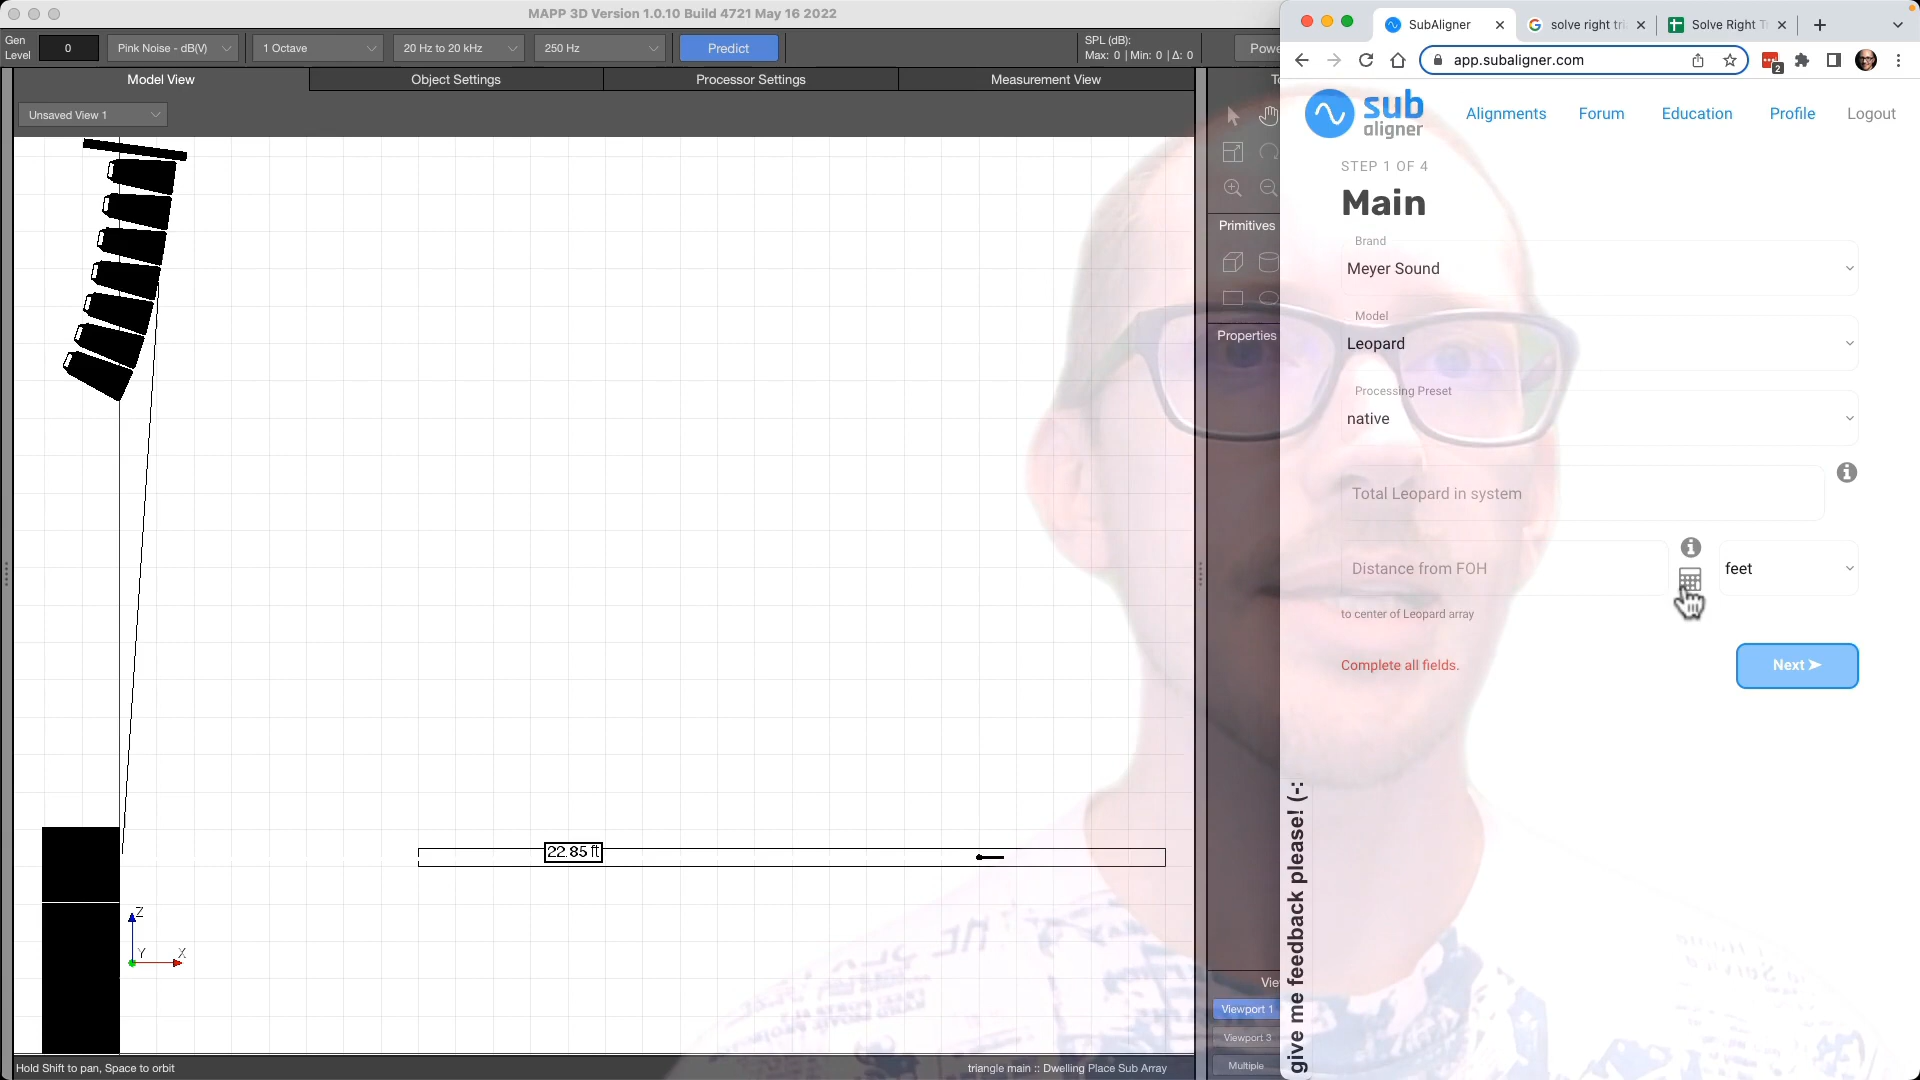 MAPP 3D Version 1.0.10 Build 4721 May 16 2022
Gen
Level
0
Pink Noise - dB(V)
1 Octave
20 Hz to 20 kHz
250 Hz
Predict
SPL (dB):
Max: 0 | Min: 0 | Δ: 0
Powe
Model View
Object Settings
Processor Settings
Measurement View
To
Unsaved View 1
Primitives
Properties
22.85 ft
Z
Y
X
Vie
Viewport 1
Viewport 3
Multiple
Hold Shift to pan, Space to orbit
triangle main :: Dwelling Place Sub Array
SubAligner
solve right tri
Solve Right T
app.subaligner.com
2
sub
aligner
Alignments
Forum
Education
Profile
Logout
STEP 1 OF 4
Main
Brand
Meyer Sound
Model
Leopard
Processing Preset
native
Total Leopard in system
Distance from FOH
feet
to center of Leopard array
Complete all fields.
Next ➤
give me feedback please! (-: